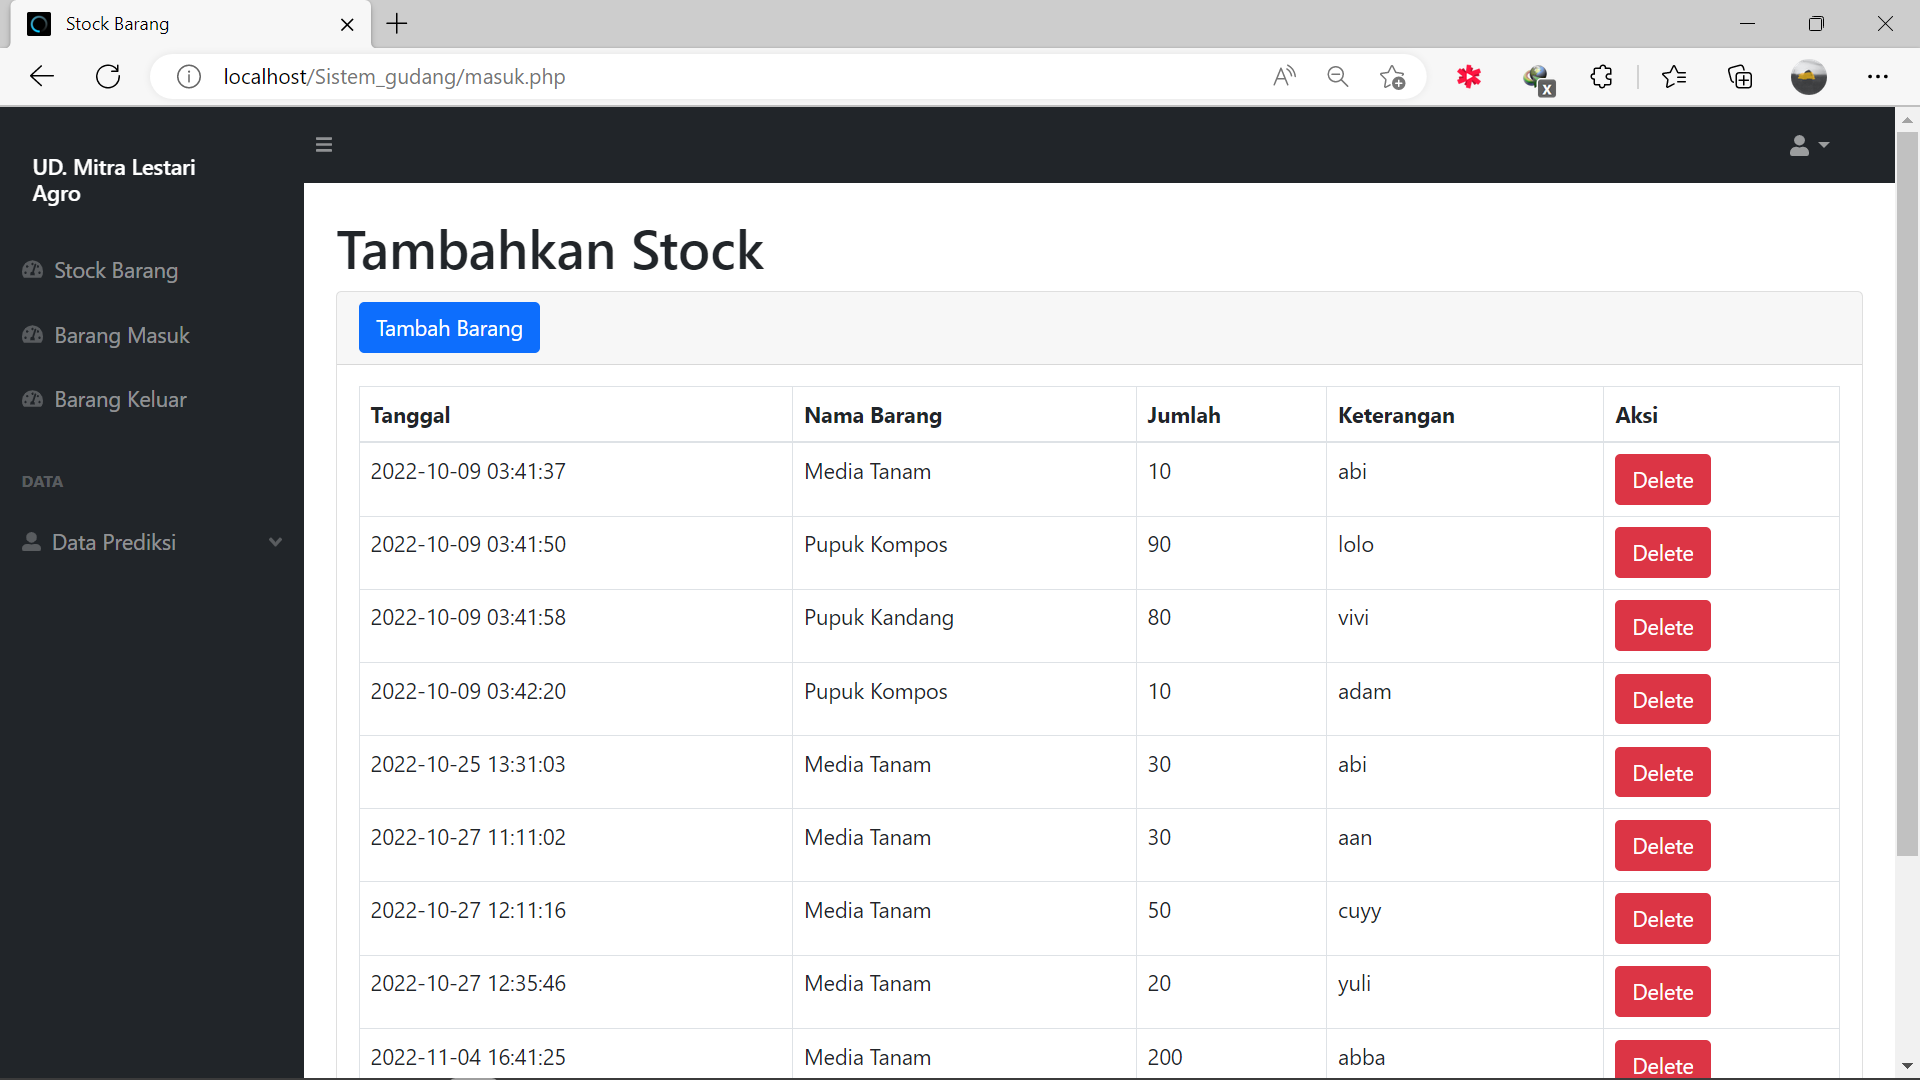 Stock Barang
localhost/Sistem_gudang/masuk.php
UD. Mitra Lestari
Agro
Stock Barang
Barang Masuk
Barang Keluar
DATA
Data Prediksi
Tambahkan Stock
Tambah Barang
Tanggal Nama Barang Jumlah Keterangan Aksi
2022-10-09 03:41:37 Media Tanam 10 abi Delete
2022-10-09 03:41:50 Pupuk Kompos 90 lolo Delete
2022-10-09 03:41:58 Pupuk Kandang 80 vivi Delete
2022-10-09 03:42:20 Pupuk Kompos 10 adam Delete
2022-10-25 13:31:03 Media Tanam 30 abi Delete
2022-10-27 11:11:02 Media Tanam 30 aan Delete
2022-10-27 12:11:16 Media Tanam 50 cuyy Delete
2022-10-27 12:35:46 Media Tanam 20 yuli Delete
2022-11-04 16:41:25 Media Tanam 200 abba Delete